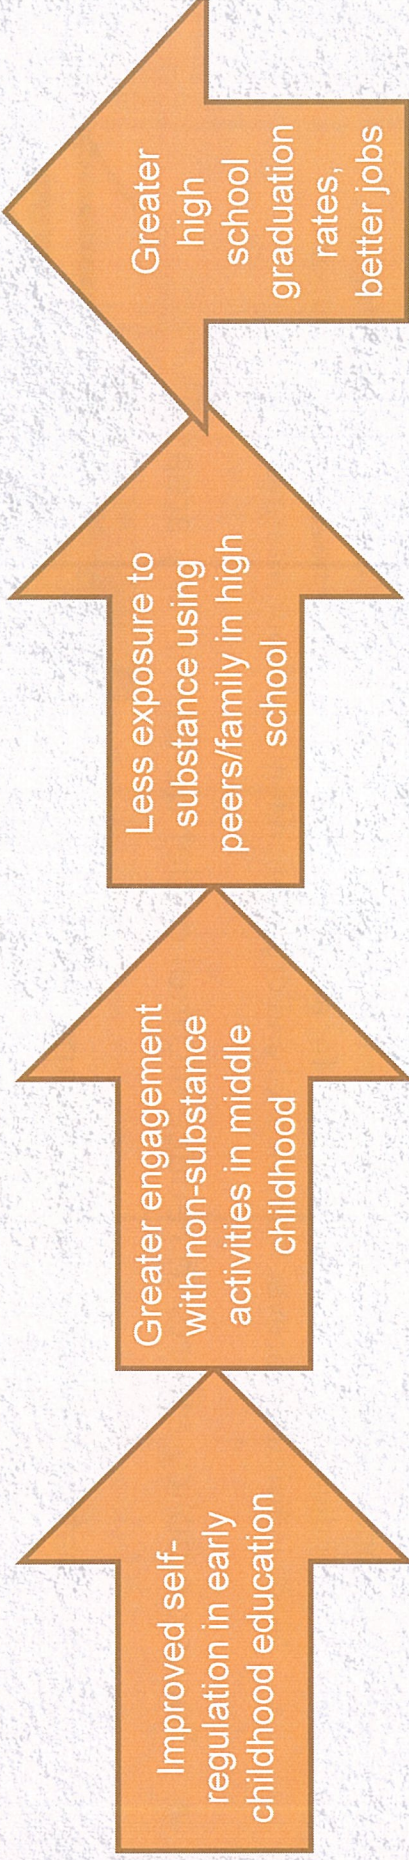 Improved self-
regulation in early
childhood education
Greater engagement
with non-substance
activities in middle
childhood
Less exposure to
substance using
peers/family in high
school
Greater
high
school
graduation
rates,
better jobs